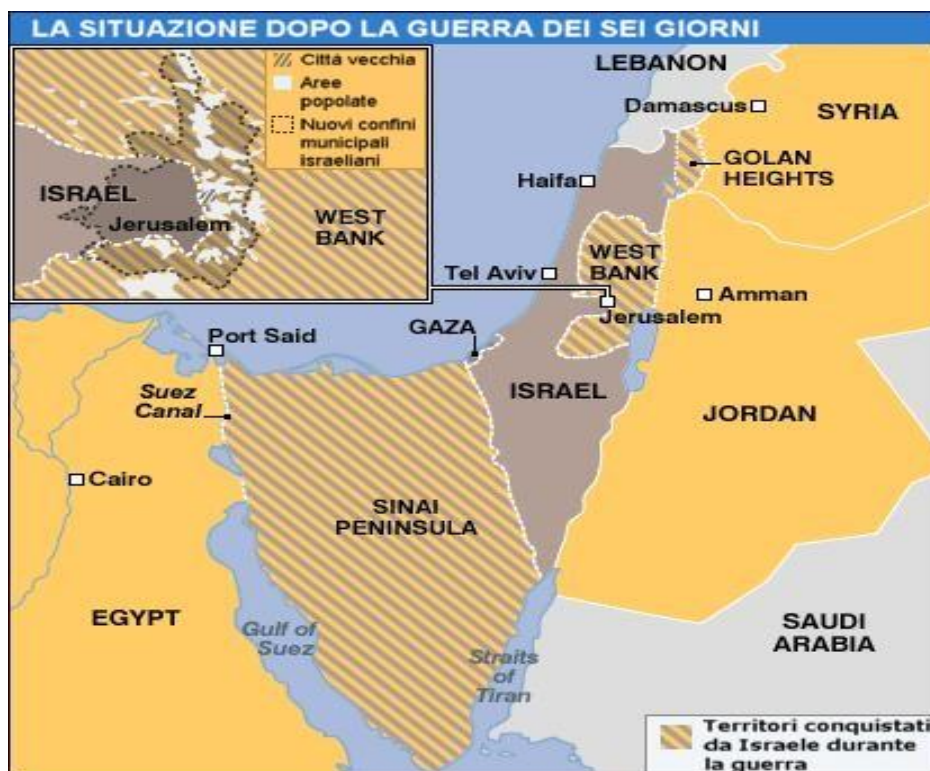 LA SITUAZIONE DOPO LA GUERRA DEI SEI GIORNI
Città vecchia
Aree
popolate
Nuovi confini
municipali
israeliani
ISRAEL
Jerusalem
WEST
BANK
LEBANON
Damascus
SYRIA
GOLAN
HEIGHTS
Haifa
WEST
BANK
Tel Aviv
Amman
Jerusalem
GAZA
Port Said
ISRAEL
Suez
Canal
JORDAN
Cairo
SINAI
PENINSULA
EGYPT
Gulf of
Suez
Straits
of
Tiran
SAUDI
ARABIA
Territori conquistati
da Israele durante
la guerra